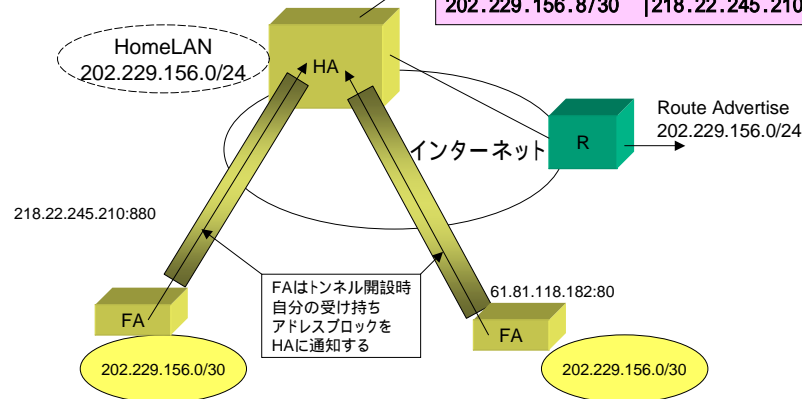 202.229.156.8/30 |218.22.245.210
HomeLAN
202.229.156.0/24
HA
インターネット
R
Route Advertise
202.229.156.0/24
218.22.245.210:880
FAはトンネル開設時
自分の受け持ち
アドレスブロックを
HAに通知する
61.81.118.182:80
FA
FA
202.229.156.0/30
202.229.156.0/30